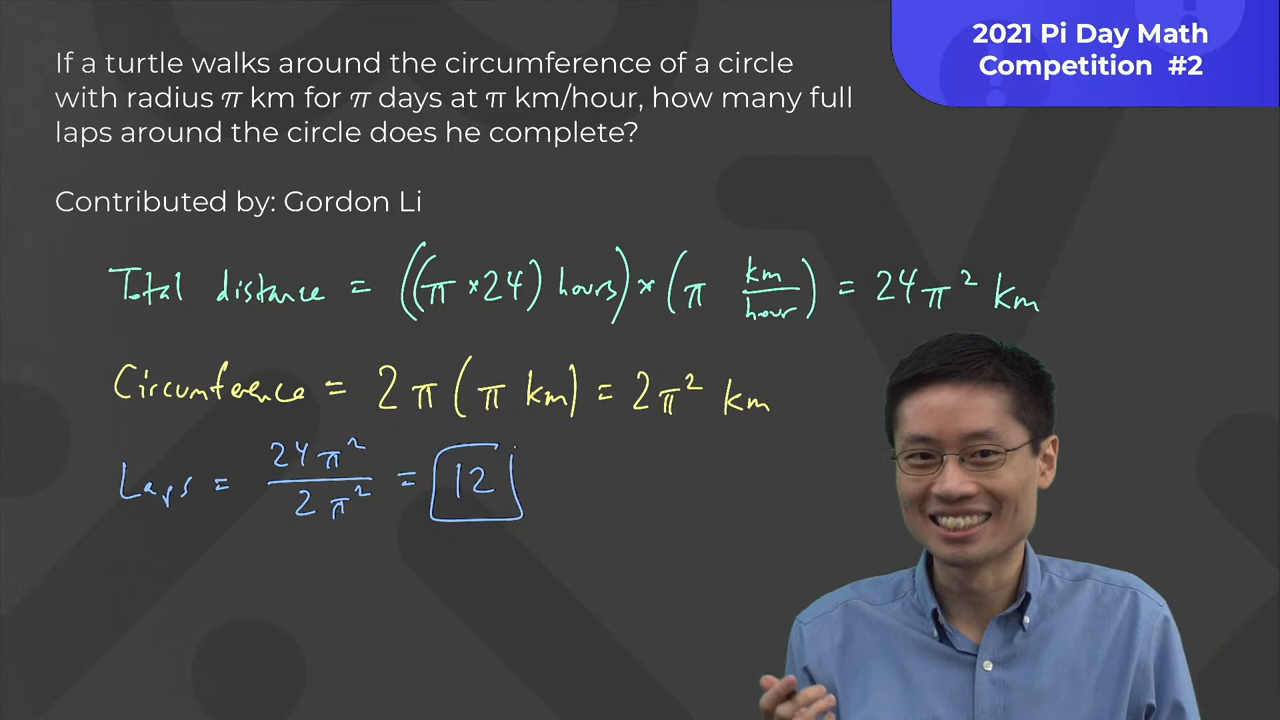 2021 Pi Day Math
Competition #2
If a turtle walks around the circumference of a circle
with radius π km for π days at π km/hour, how many full
laps around the circle does he complete?
Contributed by: Gordon Li
Total distance = ((π × 24) hours) × (π km/hour) = 24π² km
Circumference = 2π(π km) = 2π² km
Laps = 24π²/2π² = 12